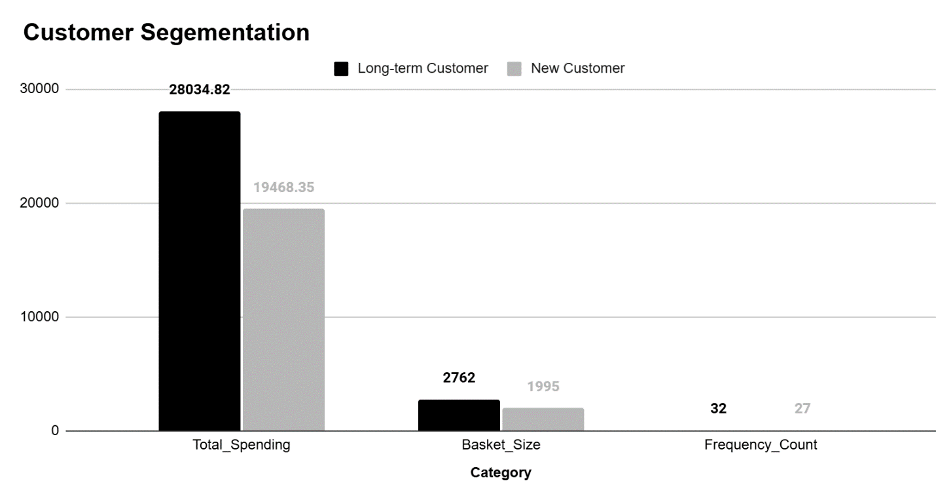 Customer Segementation
Long-term Customer New Customer
30000
28034.82
19468.35
20000
10000
2762
1995
32 27
0
Total_Spending Basket_Size Frequency_Count
Category